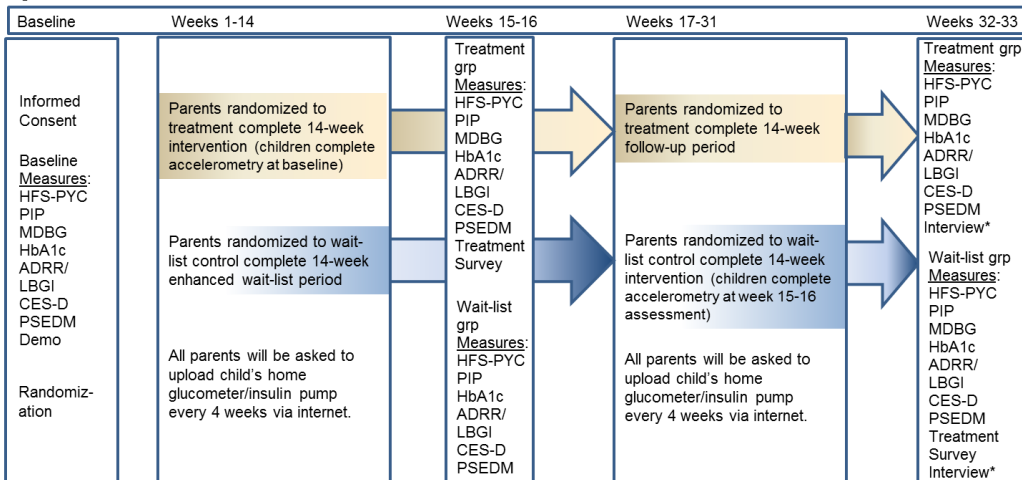 Baseline
Weeks 1-14
Weeks 15-16
Weeks 17-31
Weeks 32-33
Informed
Consent
Baseline
Measures:
HFS-PYC
PIP
MDBG
HbA1c
ADRR/
LBGI
CES-D
PSEDM
Demo
Randomiz-
ation
Parents randomized to
treatment complete 14-week
intervention (children complete
accelerometry at baseline)
Parents randomized to wait-
list control complete 14-week
enhanced wait-list period
All parents will be asked to
upload child's home
glucometer/insulin pump
every 4 weeks via internet.
Treatment
grp
Measures:
HFS-PYC
PIP
MDBG
HbA1c
ADRR/
LBGI
CES-D
PSEDM
Treatment
Survey
Wait-list
grp
Measures:
HFS-PYC
PIP
HbA1c
ADRR/
LBGI
CES-D
PSEDM
Parents randomized to
treatment complete 14-week
follow-up period
Parents randomized to wait-
list control complete 14-week
intervention (children complete
accelerometry at week 15-16
assessment)
All parents will be asked to
upload child's home
glucometer/insulin pump
every 4 weeks via internet.
Treatment grp
Measures:
HFS-PYC
PIP
MDBG
HbA1c
ADRR/
LBGI
CES-D
PSEDM
Interview*
Wait-list grp
Measures:
HFS-PYC
PIP
MDBG
HbA1c
ADRR/
LBGI
CES-D
PSEDM
Treatment
Survey
Interview*